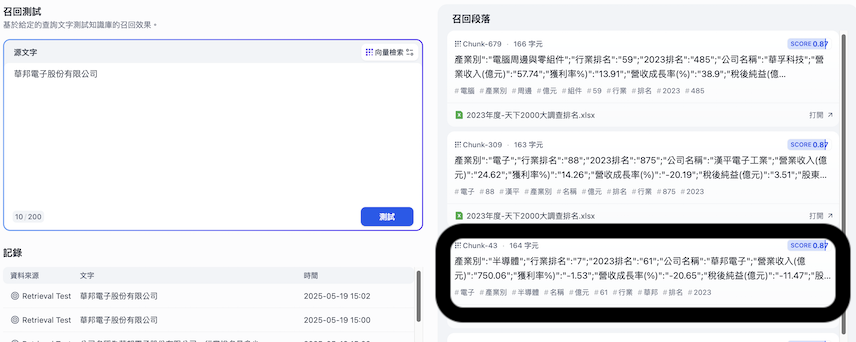 召回測試
基於給定的查詢文字測試知識庫的召回效果。
源文字
向量檢索
華邦電子股份有限公司
10 / 200
測試
記錄
資料來源 文字 時間
Retrieval Test 華邦電子股份有限公司 2025-05-19 15:02
Retrieval Test 華邦電子股份有限公司 2025-05-19 15:00
召回段落
Chunk-679 · 166 字元 SCORE 0.87
產業別":"電腦周邊與零組件";"行業排名":"59";"2023排名":"485";"公司名稱":"華孚科技";"營
業收入(億元)":"57.74";"獲利率%)":"13.91";"營收成長率(%)":"38.9";"稅後純益(億...
#電腦 #產業別 #周邊 #億元 #組件 #59 #行業 #排名 #2023 #485
2023年度-天下2000大調查排名.xlsx 打開
Chunk-309 · 163 字元 SCORE 0.87
產業別":"電子";"行業排名":"88";"2023排名":"875";"公司名稱":"漢平電子工業";"營業收入(億
元)":"24.62";"獲利率%)":"14.26";"營收成長率(%)":"-20.19";"稅後純益(億元)":"3.51";"股東...
#電子 #88 #漢平 #產業別 #名稱 #億元 #排名 #行業 #875 #2023
2023年度-天下2000大調查排名.xlsx 打開
Chunk-43 · 164 字元 SCORE 0.87
產業別":"半導體";"行業排名":"7";"2023排名":"61";"公司名稱":"華邦電子";"營業收入(億
元)":"750.06";"獲利率%)":"-1.53";"營收成長率(%)":"-20.65";"稅後純益(億元)":"-11.47";"股...
#電子 #產業別 #半導體 #名稱 #億元 #61 #行業 #華邦 #排名 #2023